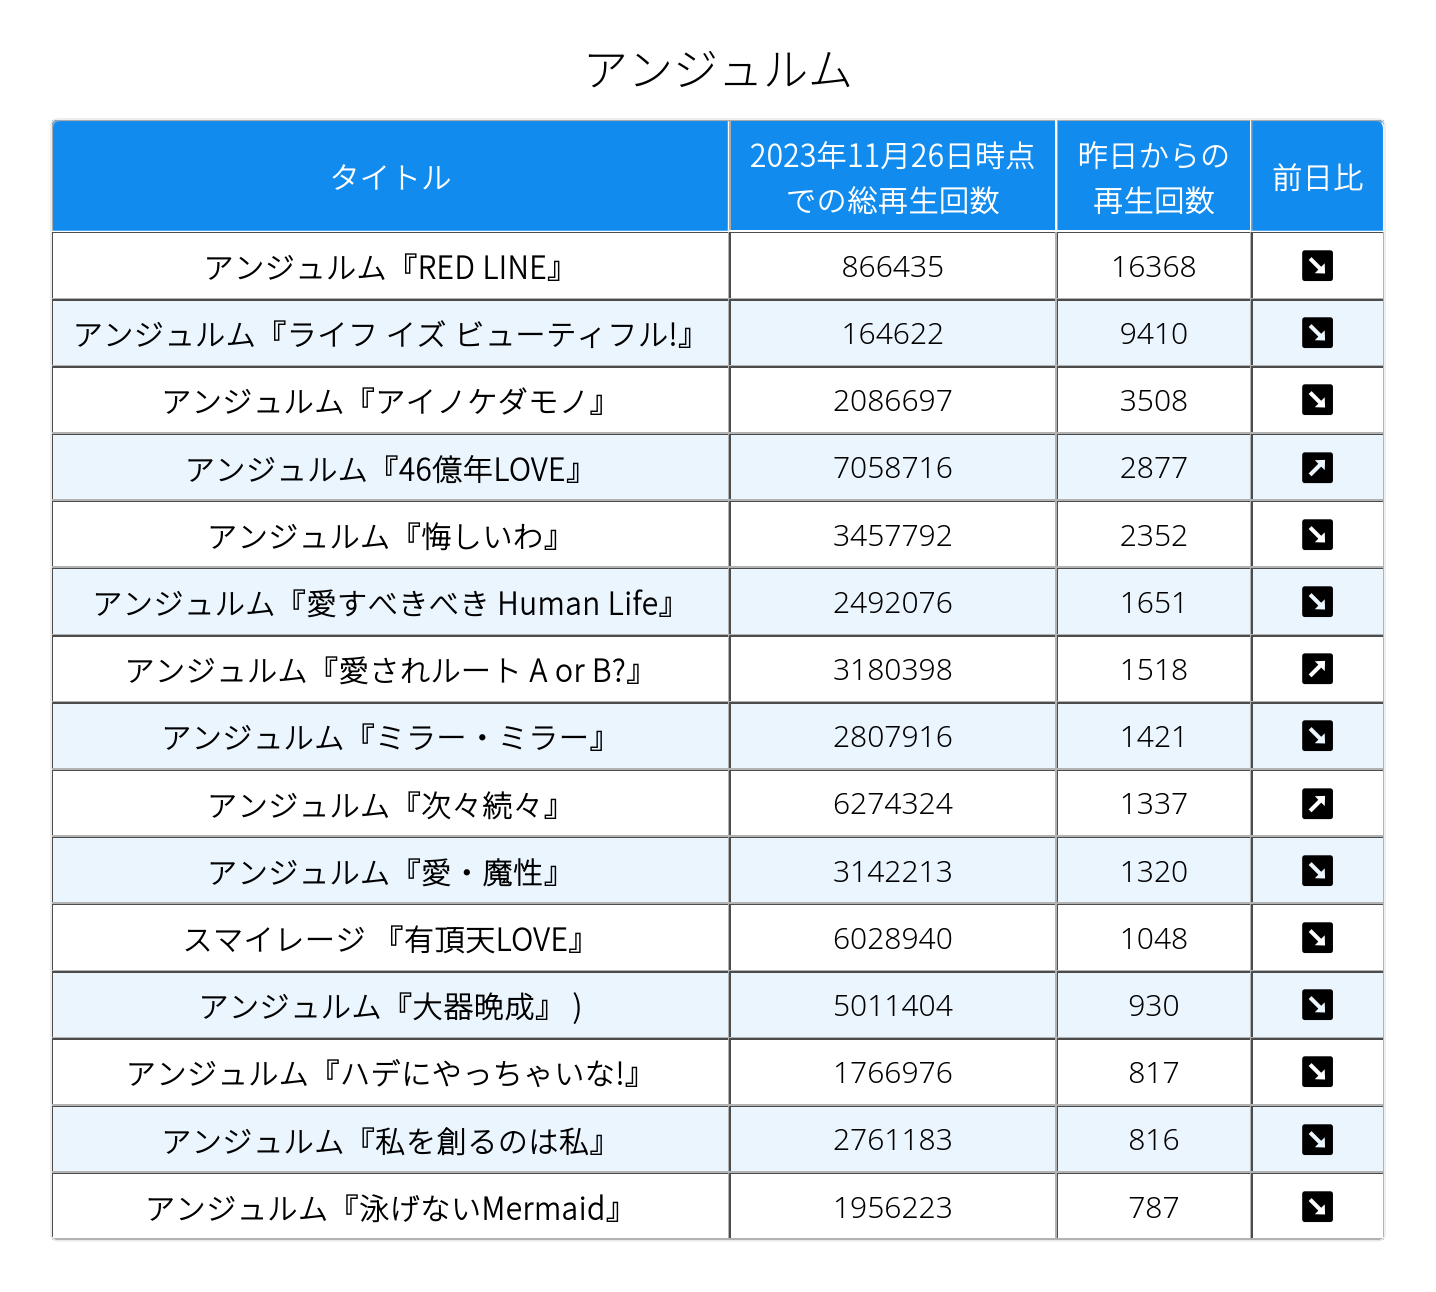 アンジュルム
タイトル 2023年11月26日時点での総再生回数 昨日からの再生回数 前日比
アンジュルム『RED LINE』 866435 16368 ↘
アンジュルム『ライフ イズ ビューティフル!』 164622 9410 ↘
アンジュルム『アイノケダモノ』 2086697 3508 ↘
アンジュルム『46億年LOVE』 7058716 2877 ↗
アンジュルム『悔しいわ』 3457792 2352 ↘
アンジュルム『愛すべきべき Human Life』 2492076 1651 ↘
アンジュルム『愛されルート A or B?』 3180398 1518 ↗
アンジュルム『ミラー・ミラー』 2807916 1421 ↘
アンジュルム『次々続々』 6274324 1337 ↗
アンジュルム『愛・魔性』 3142213 1320 ↘
スマイレージ 『有頂天LOVE』 6028940 1048 ↘
アンジュルム『大器晩成』 ) 5011404 930 ↘
アンジュルム『ハデにやっちゃいな!』 1766976 817 ↘
アンジュルム『私を創るのは私』 2761183 816 ↘
アンジュルム『泳げないMermaid』 1956223 787 ↘